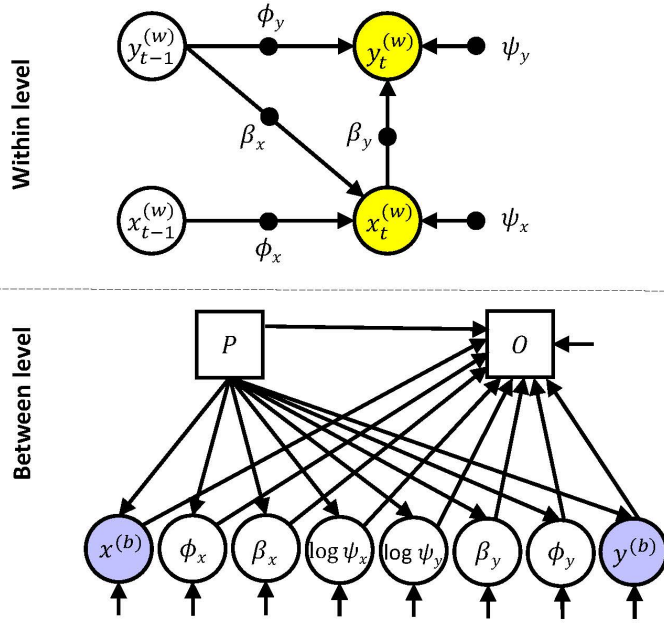 Within level
ϕ_y
y_{t−1}^{(w)} y_t^{(w)} ψ_y
β_x β_y
x_{t−1}^{(w)} x_t^{(w)} ψ_x
ϕ_x
Between level
P O
x^{(b)} ϕ_x β_x log ψ_x log ψ_y β_y ϕ_y y^{(b)}